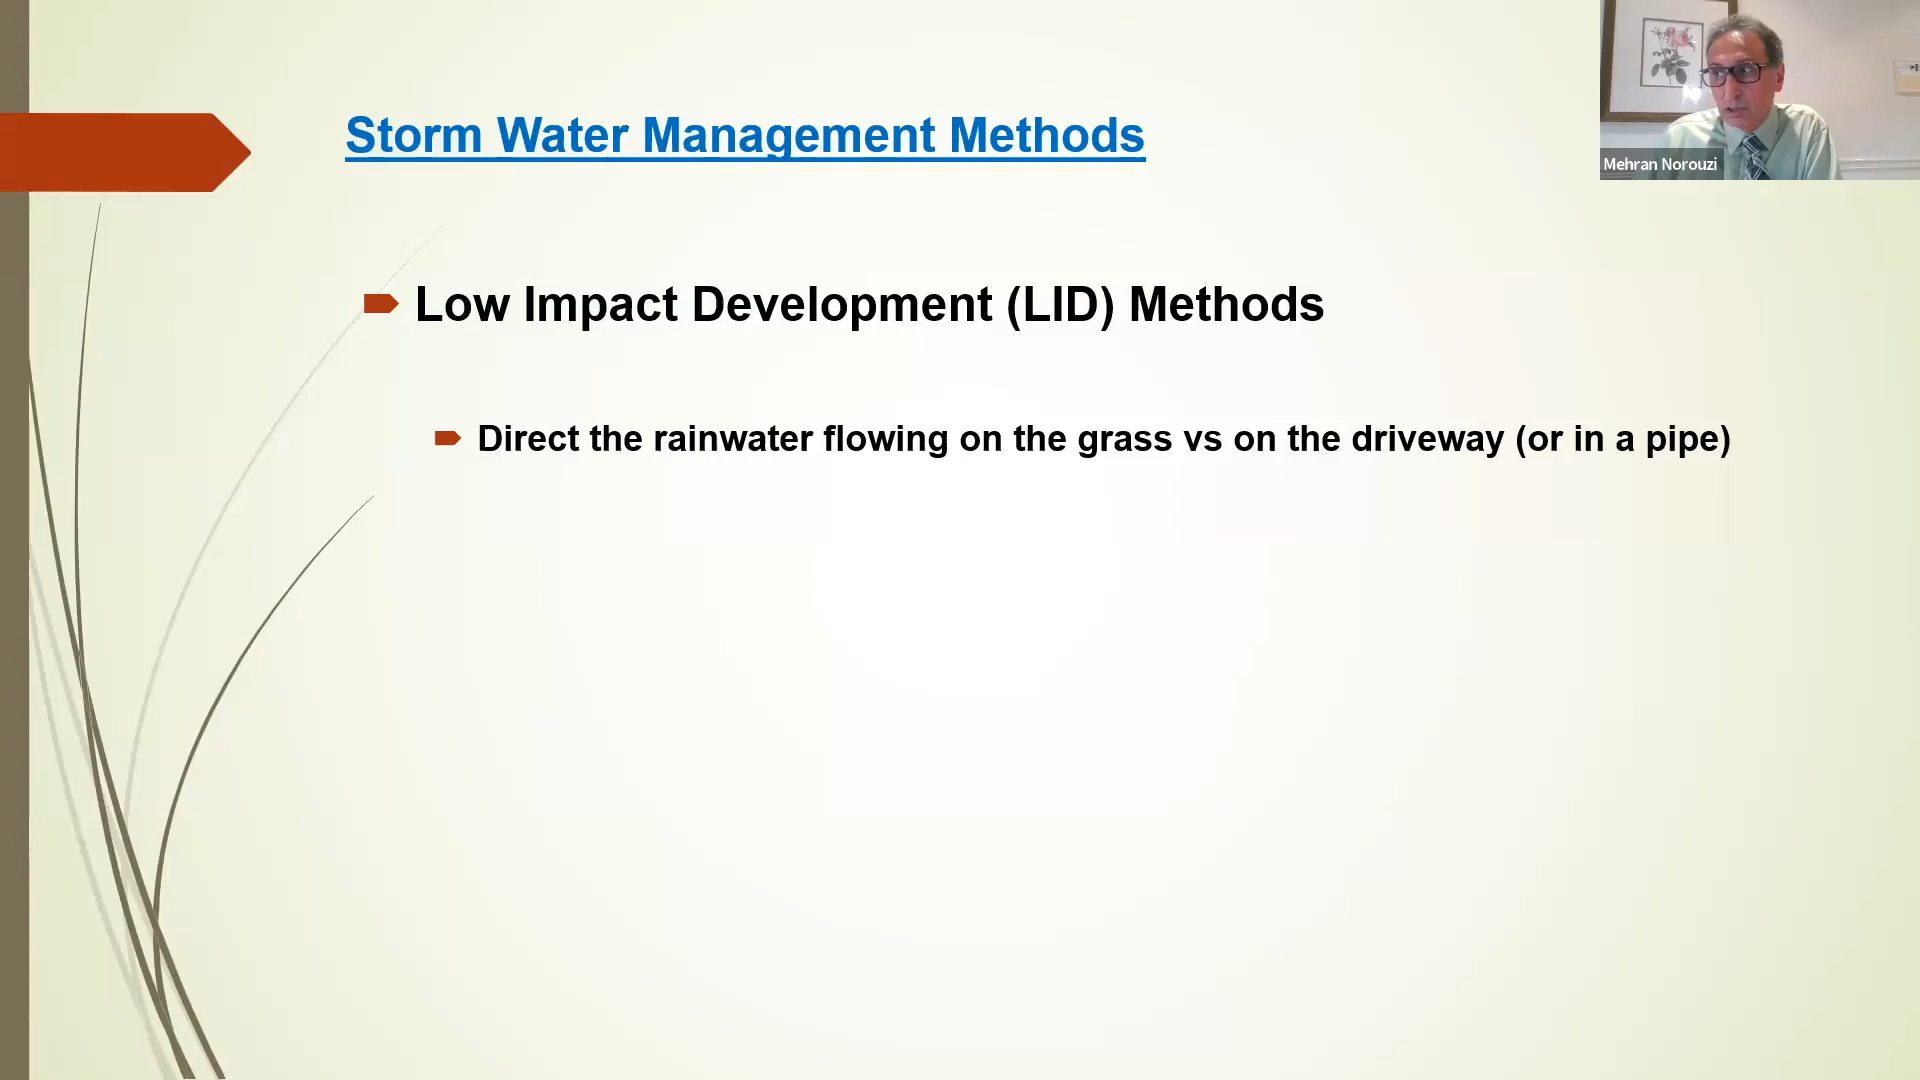 Storm Water Management Methods
Mehran Norouzi
Low Impact Development (LID) Methods
Direct the rainwater flowing on the grass vs on the driveway (or in a pipe)